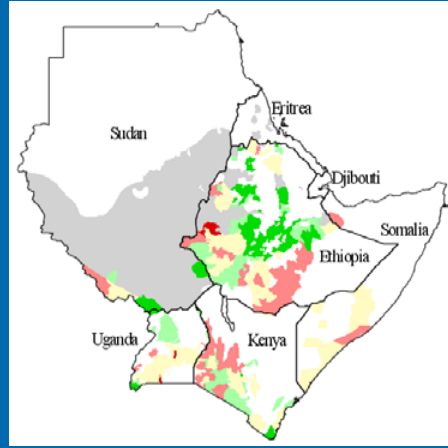 Eritrea
Sudan
Djibouti
Somalia
Ethiopia
Uganda
Kenya